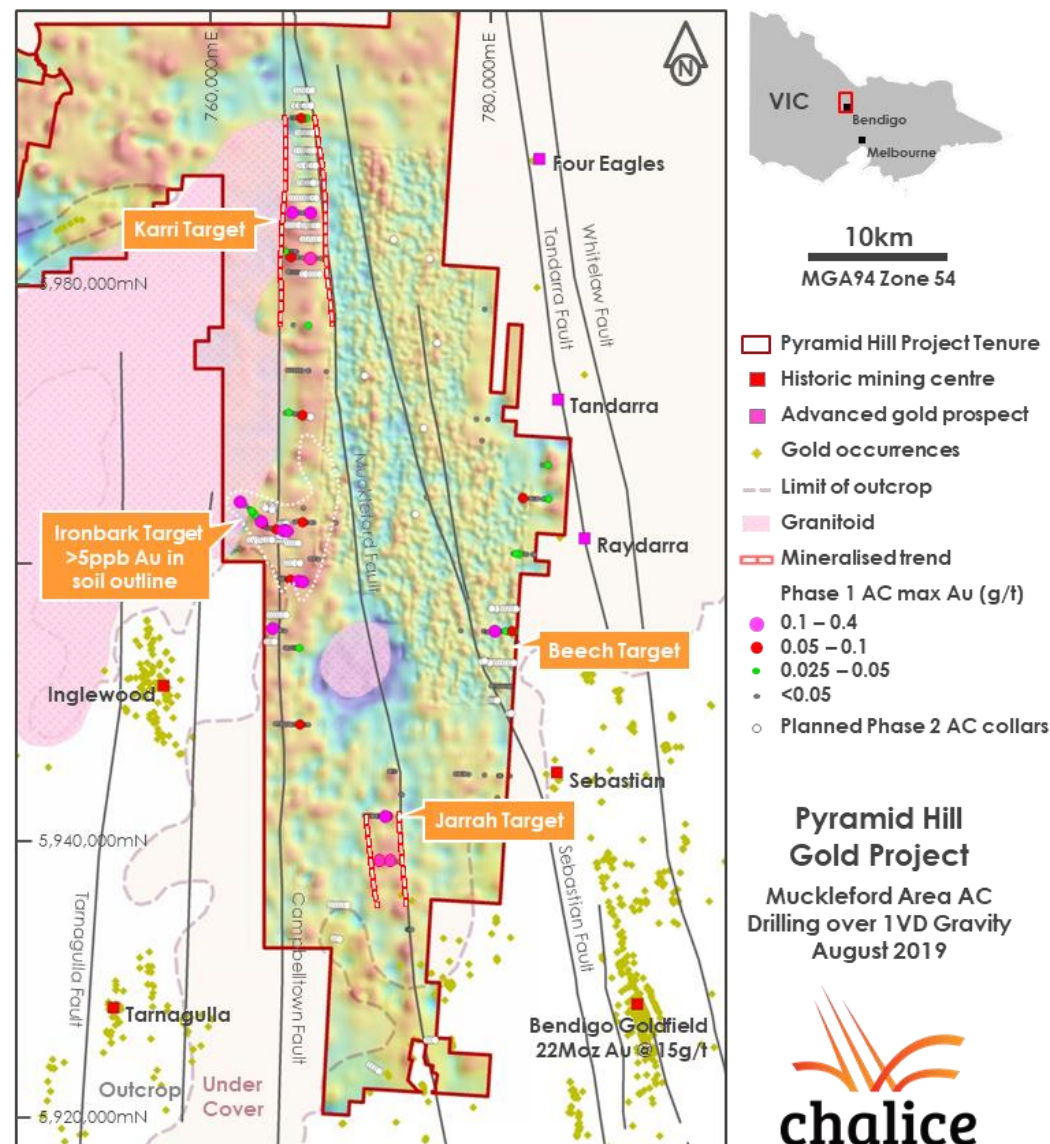 760,000mE
780,000mE
N
Four Eagles
Karri Target
Tandarra Fault
Whitelaw Fault
5,980,000mN
Tandarra
Muckleford Fault
Ironbark Target
>5ppb Au in
soil outline
Raydarra
Beech Target
Inglewood
Sebastian
Jarrah Target
5,940,000mN
Sebastian Fault
Tarnagulla Fault
Campbelltown Fault
Tarnagulla
Bendigo Goldfield
22Moz Au @ 15g/t
Outcrop
Under
Cover
5,920,000mN
VIC
Bendigo
Melbourne
10km
MGA94 Zone 54
Pyramid Hill Project Tenure
Historic mining centre
Advanced gold prospect
Gold occurrences
Limit of outcrop
Granitoid
Mineralised trend
Phase 1 AC max Au (g/t)
0.1 – 0.4
0.05 – 0.1
0.025 – 0.05
<0.05
Planned Phase 2 AC collars
Pyramid Hill
Gold Project
Muckleford Area AC
Drilling over 1VD Gravity
August 2019
chalice